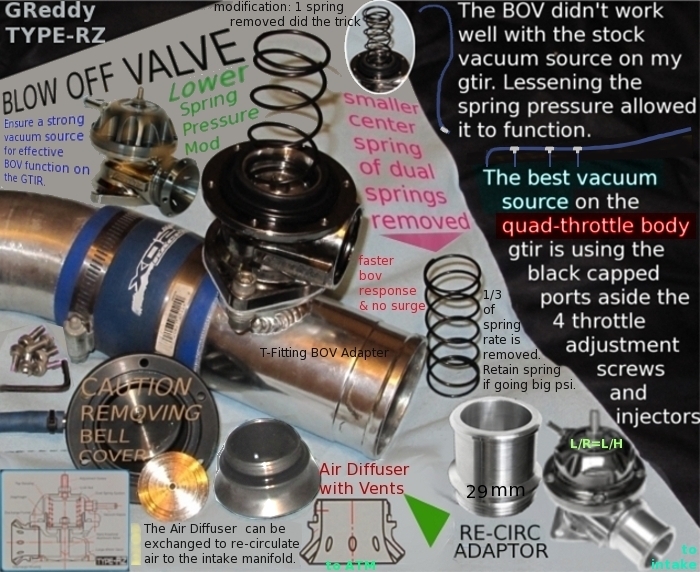 GReddy
TYPE-RZ
modification: 1 spring
removed did the trick
BLOW OFF VALVE
Lower
Spring
Pressure
Mod
Ensure a strong
vacuum source
for effective
BOV function on
the GTIR.
smaller
center
spring
of dual
springs
removed
The BOV didn't work
well with the stock
vacuum source on my
gtir. Lessening the
spring pressure allowed
it to function.
The best vacuum
source on the
quad-throttle body
gtir is using the
black capped
ports aside the
4 throttle
adjustment
screws
and
injectors
faster
bov
response
& no surge
1/3
of
spring
rate is
removed.
Retain spring
if going big psi.
T-Fitting BOV Adapter
CAUTION
REMOVING
BELL
COVER
Air Diffuser
with Vents
to ATM
The Air Diffuser can be
exchanged to re-circulate
air to the intake manifold.
TYPE-RZ
29mm
RE-CIRC
ADAPTOR
L/R=L/H
to
intake